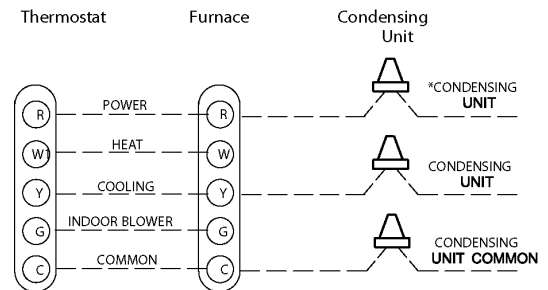 Thermostat Furnace Condensing
Unit
POWER
R R *CONDENSING
UNIT
HEAT
W1 W
COOLING
Y Y CONDENSING
UNIT
INDOOR BLOWER
G G
COMMON
C C CONDENSING
UNIT COMMON